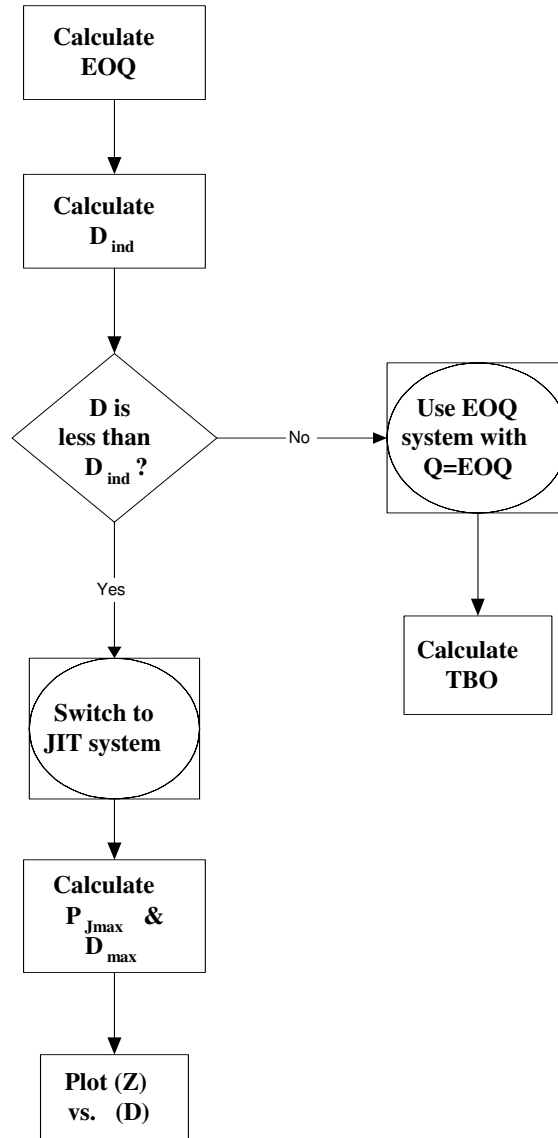 Calculate
EOQ
Calculate
D ind
D is
less than
D ind ?
No
Use EOQ
system with
Q=EOQ
Calculate
TBO
Yes
Switch to
JIT system
Calculate
P Jmax &
D max
Plot (Z)
vs. (D)